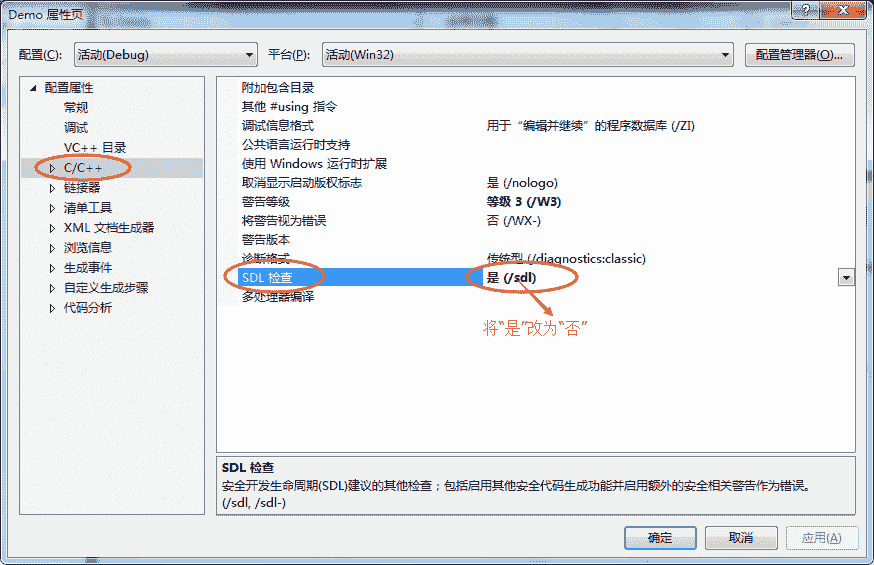 Demo 属性页
配置(C): 活动(Debug) 平台(P): 活动(Win32) 配置管理器(O)...
配置属性
常规
调试
VC++ 目录
C/C++
链接器
清单工具
XML 文档生成器
浏览信息
生成事件
自定义生成步骤
代码分析
附加包含目录
其他 #using 指令
调试信息格式 用于“编辑并继续”的程序数据库 (/ZI)
公共语言运行时支持
使用 Windows 运行时扩展
取消显示启动版权标志 是 (/nologo)
警告等级 等级 3 (/W3)
将警告视为错误 否 (/WX-)
警告版本
诊断格式 传统型 (/diagnostics:classic)
SDL 检查 是 (/sdl)
多处理器编译
将“是”改为“否”
SDL 检查
安全开发生命周期(SDL)建议的其他检查；包括启用其他安全代码生成功能并启用额外的安全相关警告作为错误。
(/sdl, /sdl-)
确定 取消 应用(A)